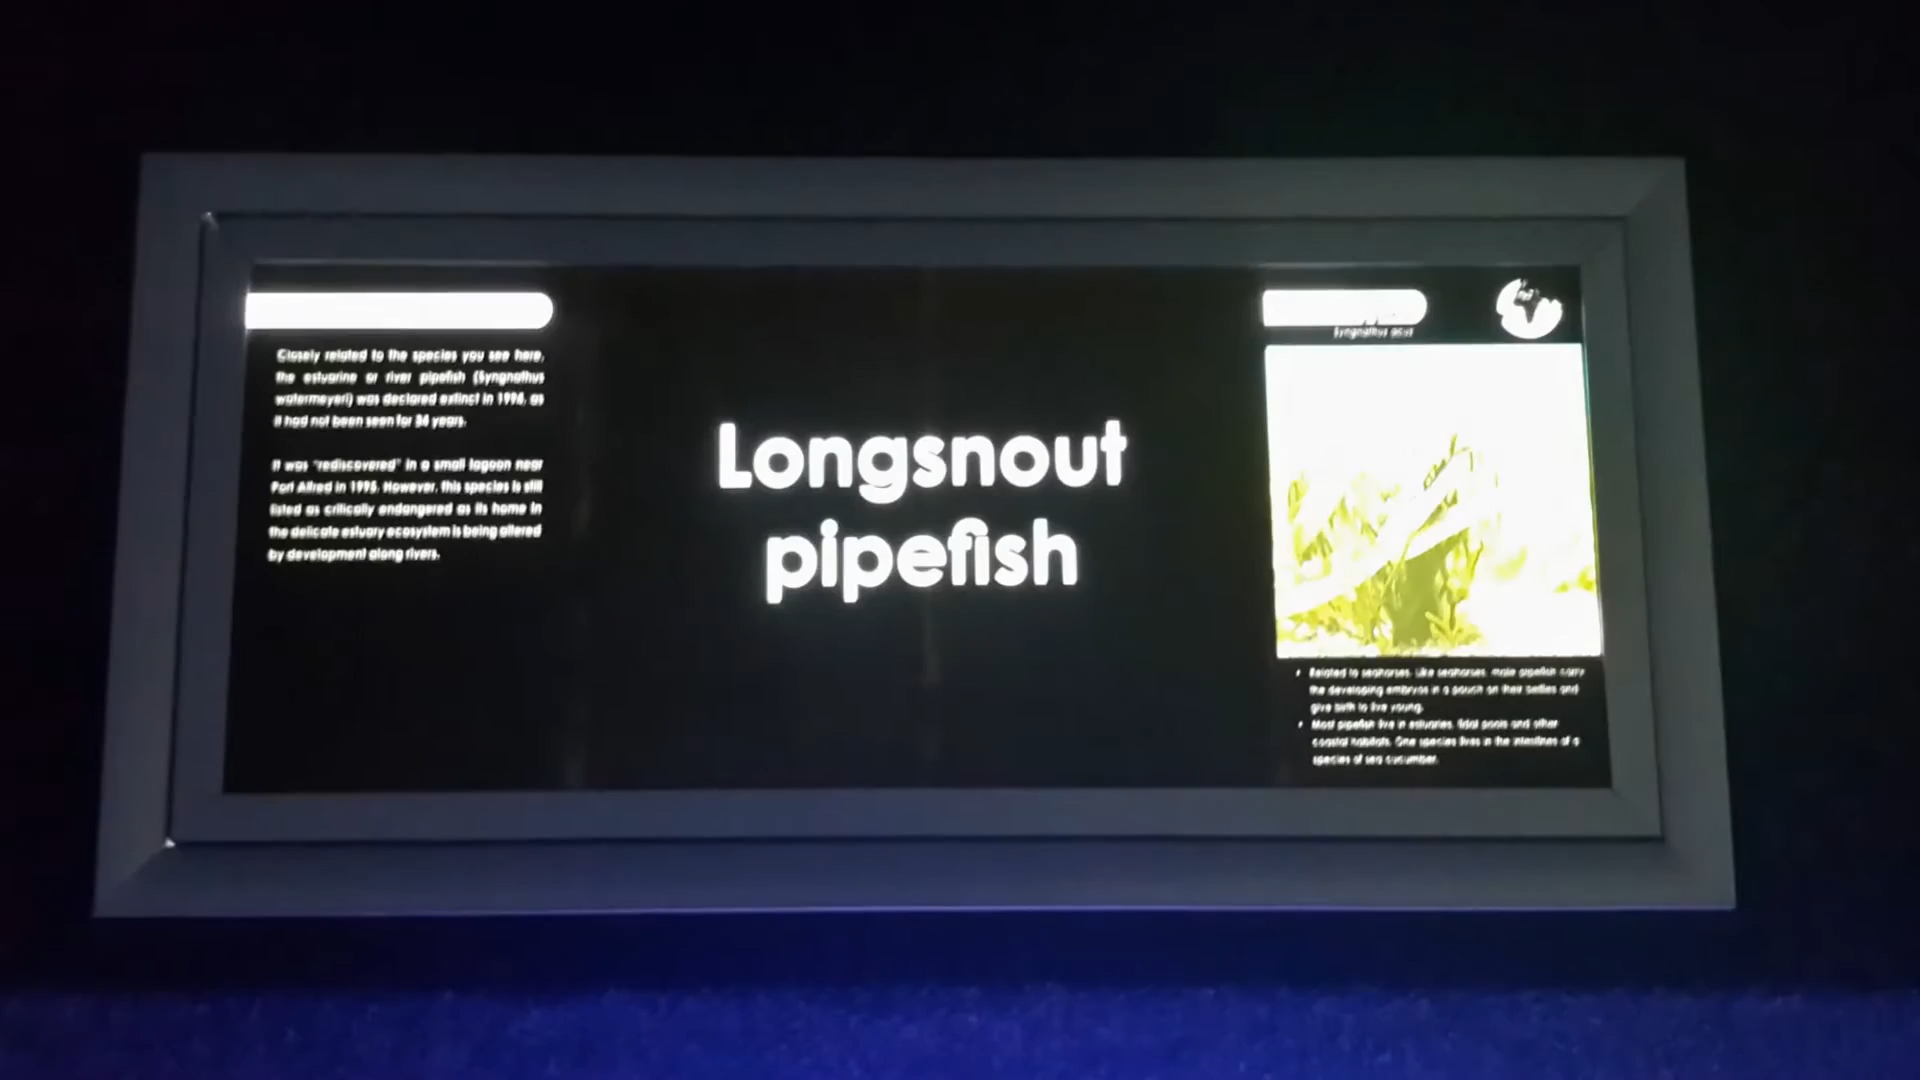 Closely related to the species you see here,
the estuarine or river pipefish (Syngnathus
watermeyeri) was declared extinct in 1994, as
it had not been seen for 34 years.
It was "rediscovered" in a small lagoon near
Port Alfred in 1995. However, this species is still
listed as critically endangered as its home in
the delicate estuary ecosystem is being altered
by development along rivers.
Longsnout
pipefish
Syngnathus acus
• Related to seahorses. Like seahorses, male pipefish carry
the developing embryos in a pouch on their bellies and
give birth to live young.
• Most pipefish live in estuaries, tidal pools and other
coastal habitats. One species lives in the intestines of a
species of sea cucumber.